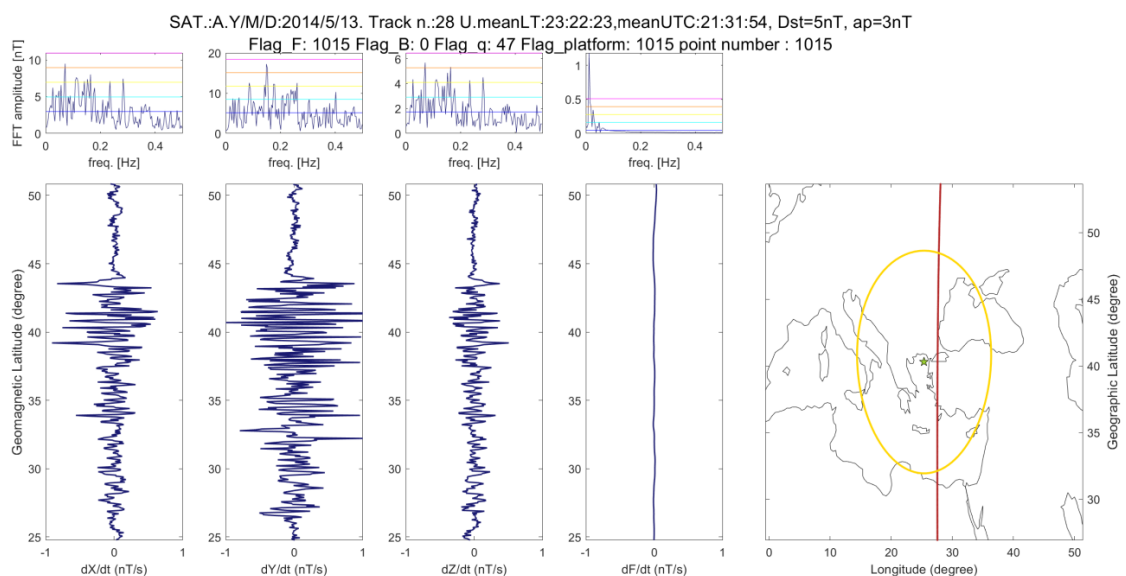 SAT.:A.Y/M/D:2014/5/13. Track n.:28 U.meanLT:23:22:23,meanUTC:21:31:54, Dst=5nT, ap=3nT
Flag_F: 1015 Flag_B: 0 Flag_q: 47 Flag_platform: 1015 point number : 1015
FFT amplitude [nT]
10
5
0
0 0.2 0.4
freq. [Hz]
20
10
0
0 0.2 0.4
freq. [Hz]
6
4
2
0
0 0.2 0.4
freq. [Hz]
1
0.5
0
0 0.2 0.4
freq. [Hz]
Geomagnetic Latitude (degree)
50
45
40
35
30
25
-1 0 1
dX/dt (nT/s)
50
45
40
35
30
25
-1 0 1
dY/dt (nT/s)
50
45
40
35
30
25
-1 0 1
dZ/dt (nT/s)
50
45
40
35
30
25
-1 0 1
dF/dt (nT/s)
50
45
40
35
30
Geographic Latitude (degree)
0 10 20 30 40 50
Longitude (degree)